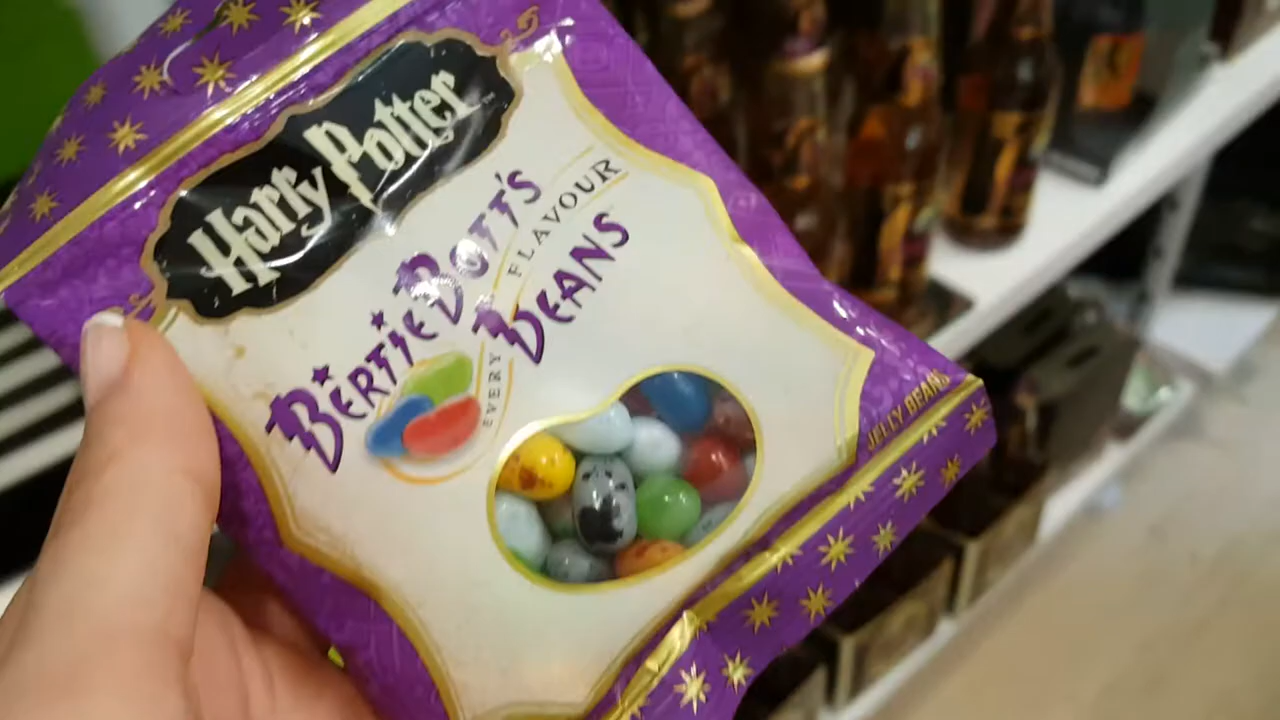 Harry Potter
BERTIE BOTT'S
EVERY FLAVOUR
BEANS
JELLY BEANS